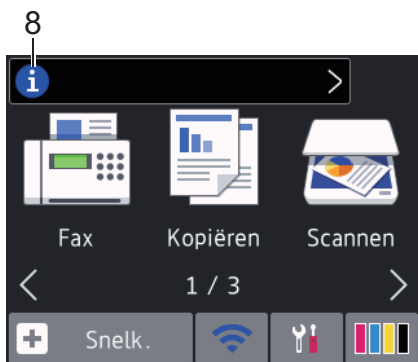 8
i
Fax Kopiëren Scannen
1 / 3
Snelk.